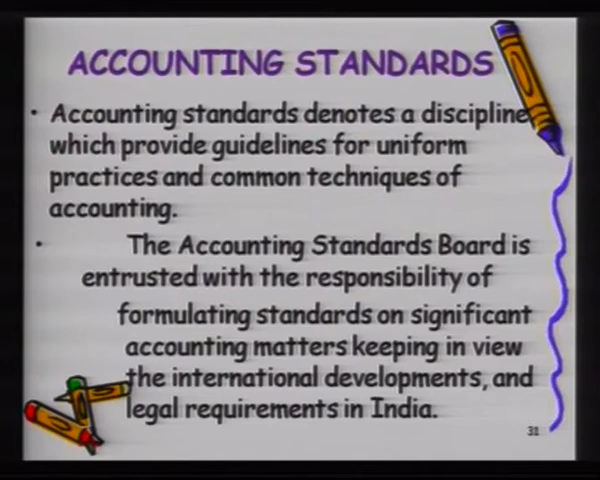 ACCOUNTING STANDARDS
• Accounting standards denotes a discipline
which provide guidelines for uniform
practices and common techniques of
accounting.
• The Accounting Standards Board is
entrusted with the responsibility of
formulating standards on significant
accounting matters keeping in view
the international developments, and
legal requirements in India.
31